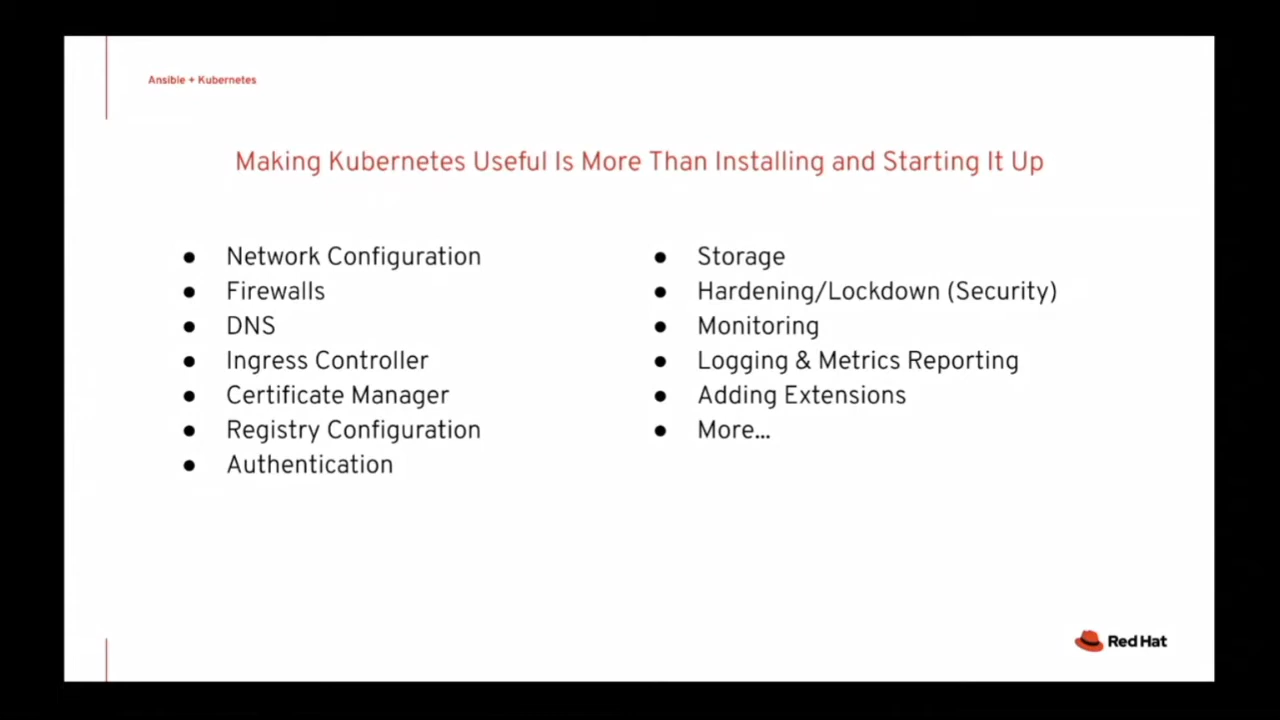 Ansible + Kubernetes
Making Kubernetes Useful Is More Than Installing and Starting It Up
● Network Configuration
● Firewalls
● DNS
● Ingress Controller
● Certificate Manager
● Registry Configuration
● Authentication
● Storage
● Hardening/Lockdown (Security)
● Monitoring
● Logging & Metrics Reporting
● Adding Extensions
● More...
Red Hat